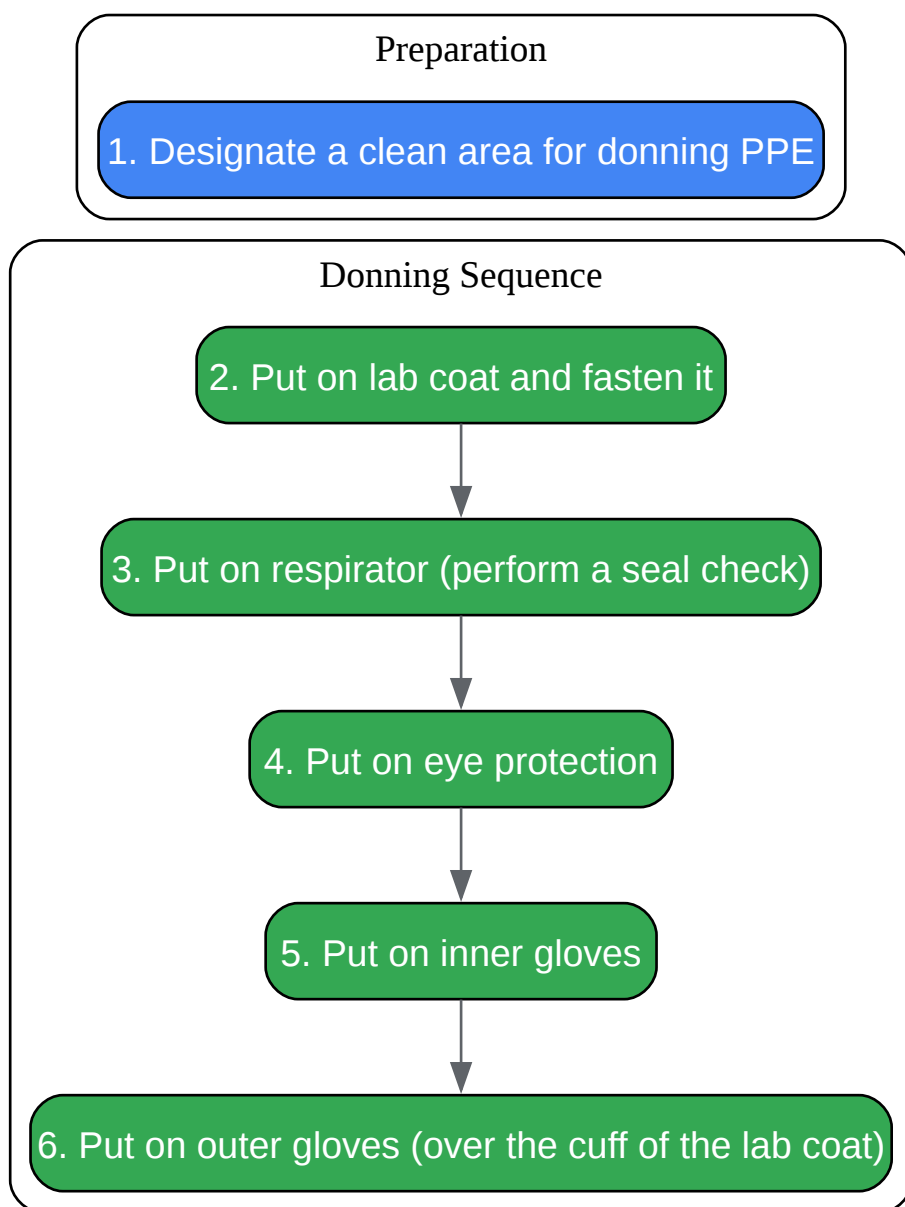 Preparation
1. Designate a clean area for donning PPE
Donning Sequence
2. Put on lab coat and fasten it
3. Put on respirator (perform a seal check)
4. Put on eye protection
5. Put on inner gloves
6. Put on outer gloves (over the cuff of the lab coat)